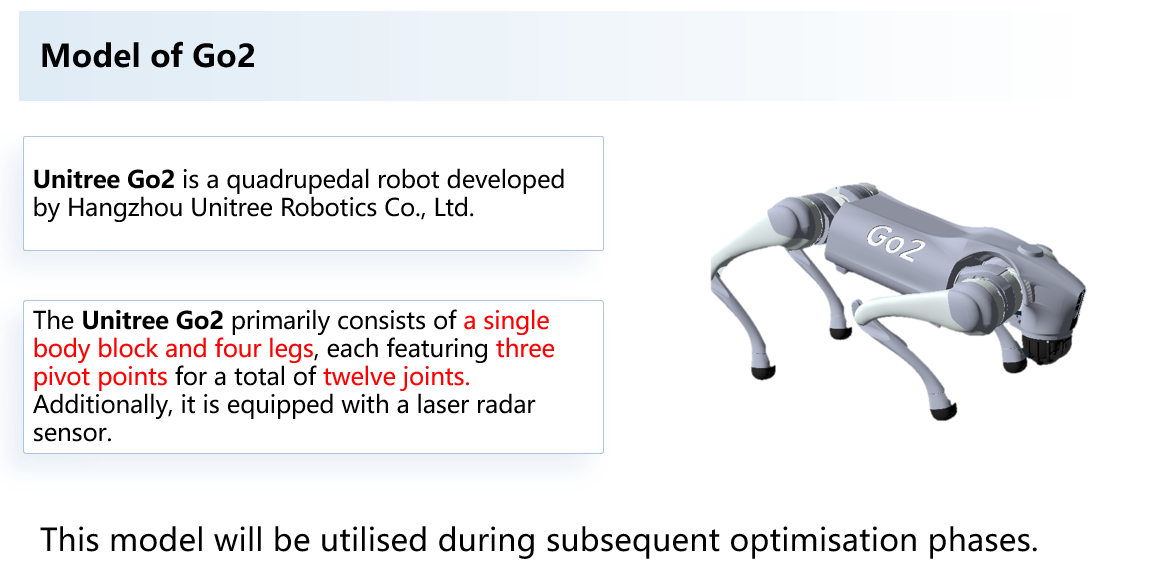 Model of Go2
Unitree Go2 is a quadrupedal robot developed
by Hangzhou Unitree Robotics Co., Ltd.
The Unitree Go2 primarily consists of a single
body block and four legs, each featuring three
pivot points for a total of twelve joints.
Additionally, it is equipped with a laser radar
sensor.
Go2
This model will be utilised during subsequent optimisation phases.